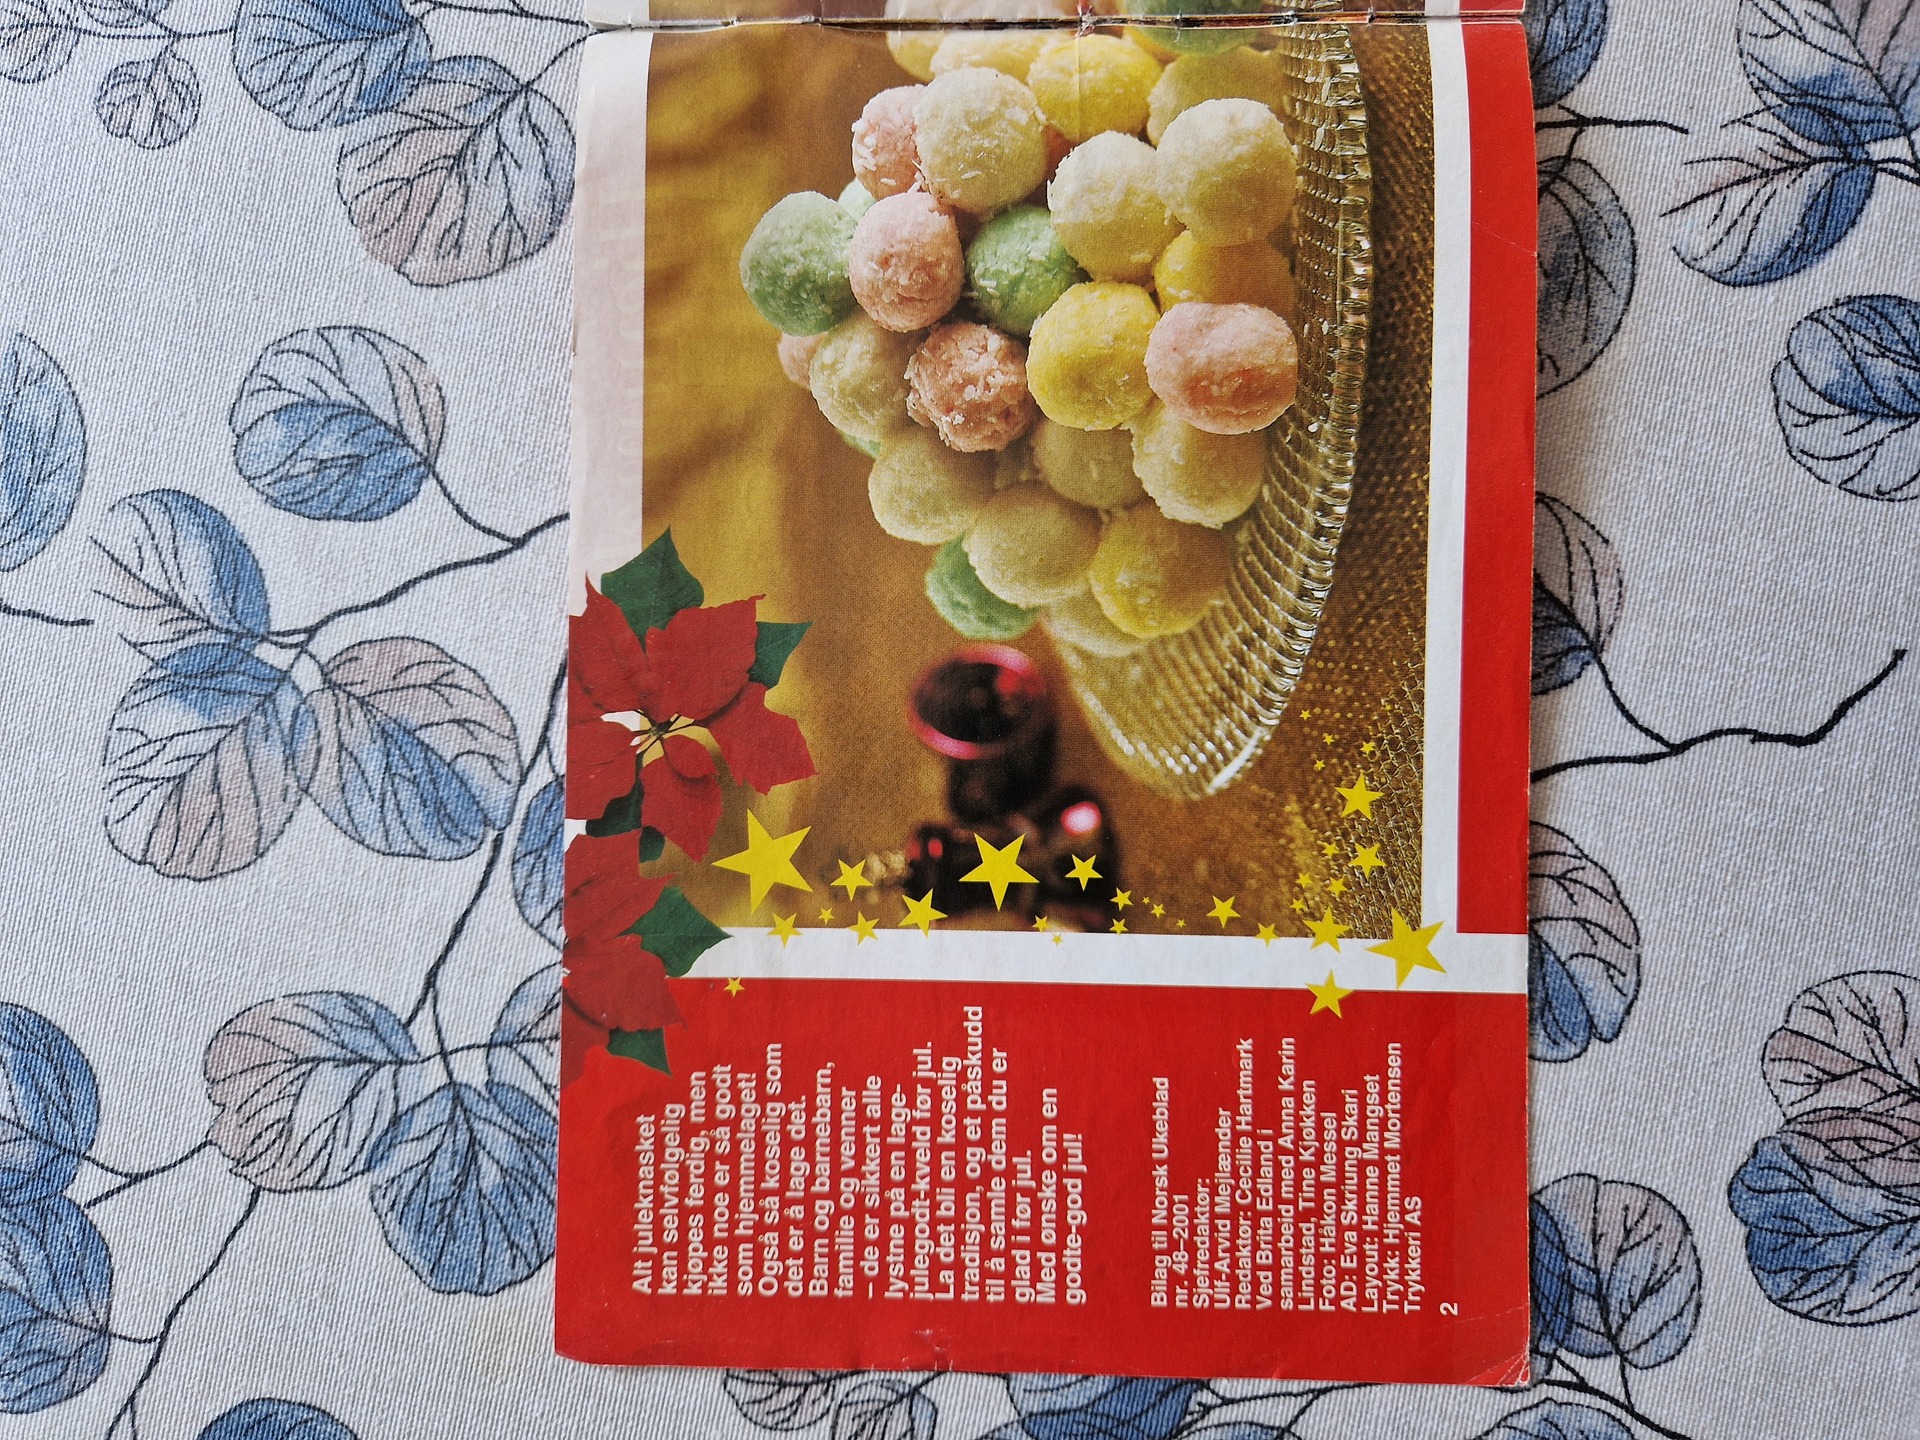 Alt juleknasket
kan selvfølgelig
kjøpes ferdig, men
ikke noe er så godt
som hjemmelaget!
Også så koselig som
det er å lage det.
Barn og barnebarn,
familie og venner
– de er sikkert alle
lystne på en lage-
julegodt-kveld før jul.
La det bli en koselig
tradisjon, og et påskudd
til å samle dem du er
glad i før jul.
Med ønske om en
godte-god jul!
Bilag til Norsk Ukeblad
nr. 48–2001
Sjefredaktør:
Ulf-Arvid Mejlænder
Redaktør: Cecilie Hartmark
Ved Brita Edland i
samarbeid med Anna Karin
Lindstad, Tine Kjøkken
Foto: Håkon Messel
AD: Eva Skriung Skari
Layout: Hanne Mangset
Trykk: Hjemmet Mortensen
Trykkeri AS
2